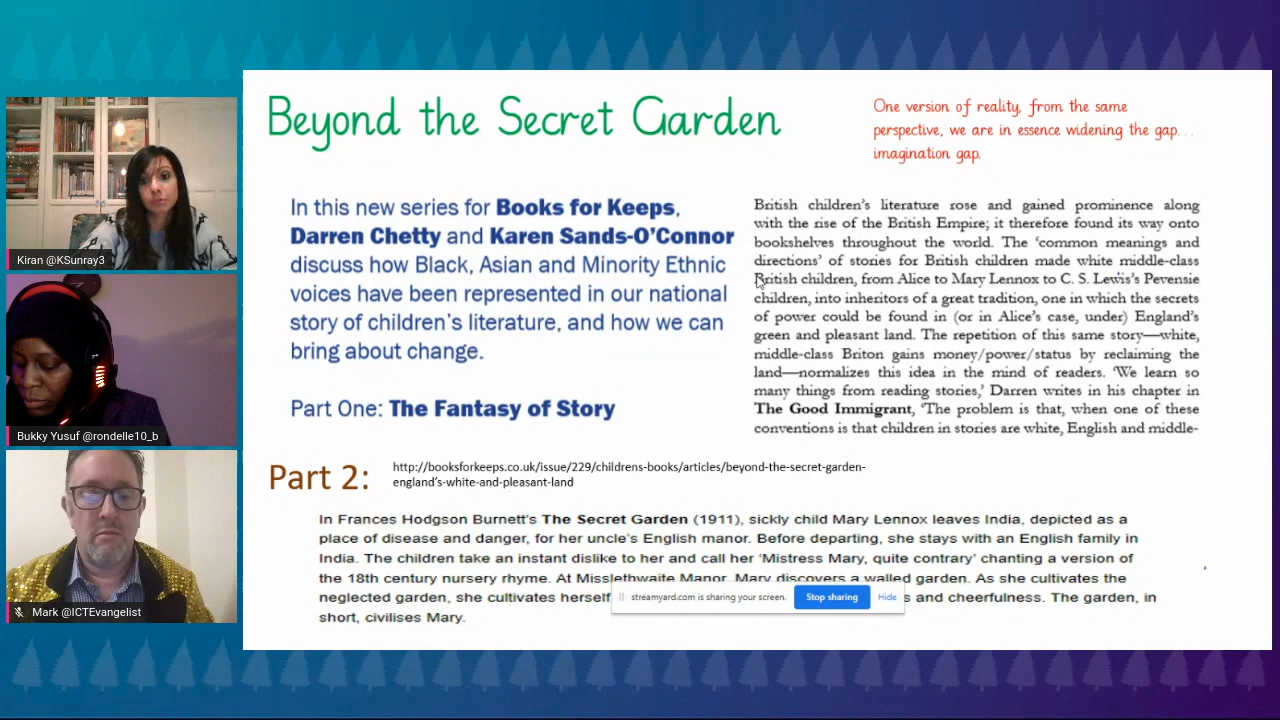 Beyond the Secret Garden
One version of reality, from the same
perspective, we are in essence widening the gap...
imagination gap.
In this new series for Books for Keeps,
Darren Chetty and Karen Sands-O'Connor
discuss how Black, Asian and Minority Ethnic
voices have been represented in our national
story of children's literature, and how we can
bring about change.
Part One: The Fantasy of Story
British children's literature rose and gained prominence along
with the rise of the British Empire; it therefore found its way onto
bookshelves throughout the world. The 'common meanings and
directions' of stories for British children made white middle-class
British children, from Alice to Mary Lennox to C. S. Lewis's Pevensie
children, into inheritors of a great tradition, one in which the secrets
of power could be found in (or in Alice's case, under) England's
green and pleasant land. The repetition of this same story—white,
middle-class Briton gains money/power/status by reclaiming the
land—normalizes this idea in the mind of readers. 'We learn so
many things from reading stories,' Darren writes in his chapter in
The Good Immigrant, 'The problem is that, when one of these
conventions is that children in stories are white, English and middle-
Part 2:
http://booksforkeeps.co.uk/issue/229/childrens-books/articles/beyond-the-secret-garden-
england's-white-and-pleasant-land
In Frances Hodgson Burnett's The Secret Garden (1911), sickly child Mary Lennox leaves India, depicted as a
place of disease and danger, for her uncle's English manor. Before departing, she stays with an English family in
India. The children take an instant dislike to her and call her 'Mistress Mary, quite contrary' chanting a version of
the 18th century nursery rhyme. At Misslethwaite Manor, Mary discovers a walled garden. As she cultivates the
neglected garden, she cultivates herself s and cheerfulness. The garden, in
short, civilises Mary.
streamyard.com is sharing your screen. Stop sharing Hide
Kiran @KSunray3
Bukky Yusuf @rondelle10_b
Mark @ICTEvangelist